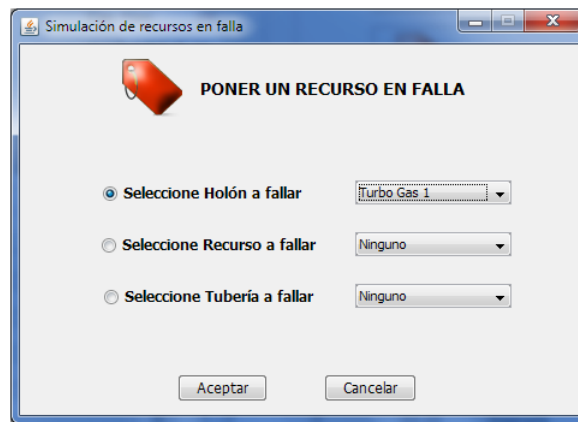 Simulación de recursos en falla
PONER UN RECURSO EN FALLA
Seleccione Holón a fallar Turbo Gas 1
Seleccione Recurso a fallar Ninguno
Seleccione Tubería a fallar Ninguno
Aceptar Cancelar